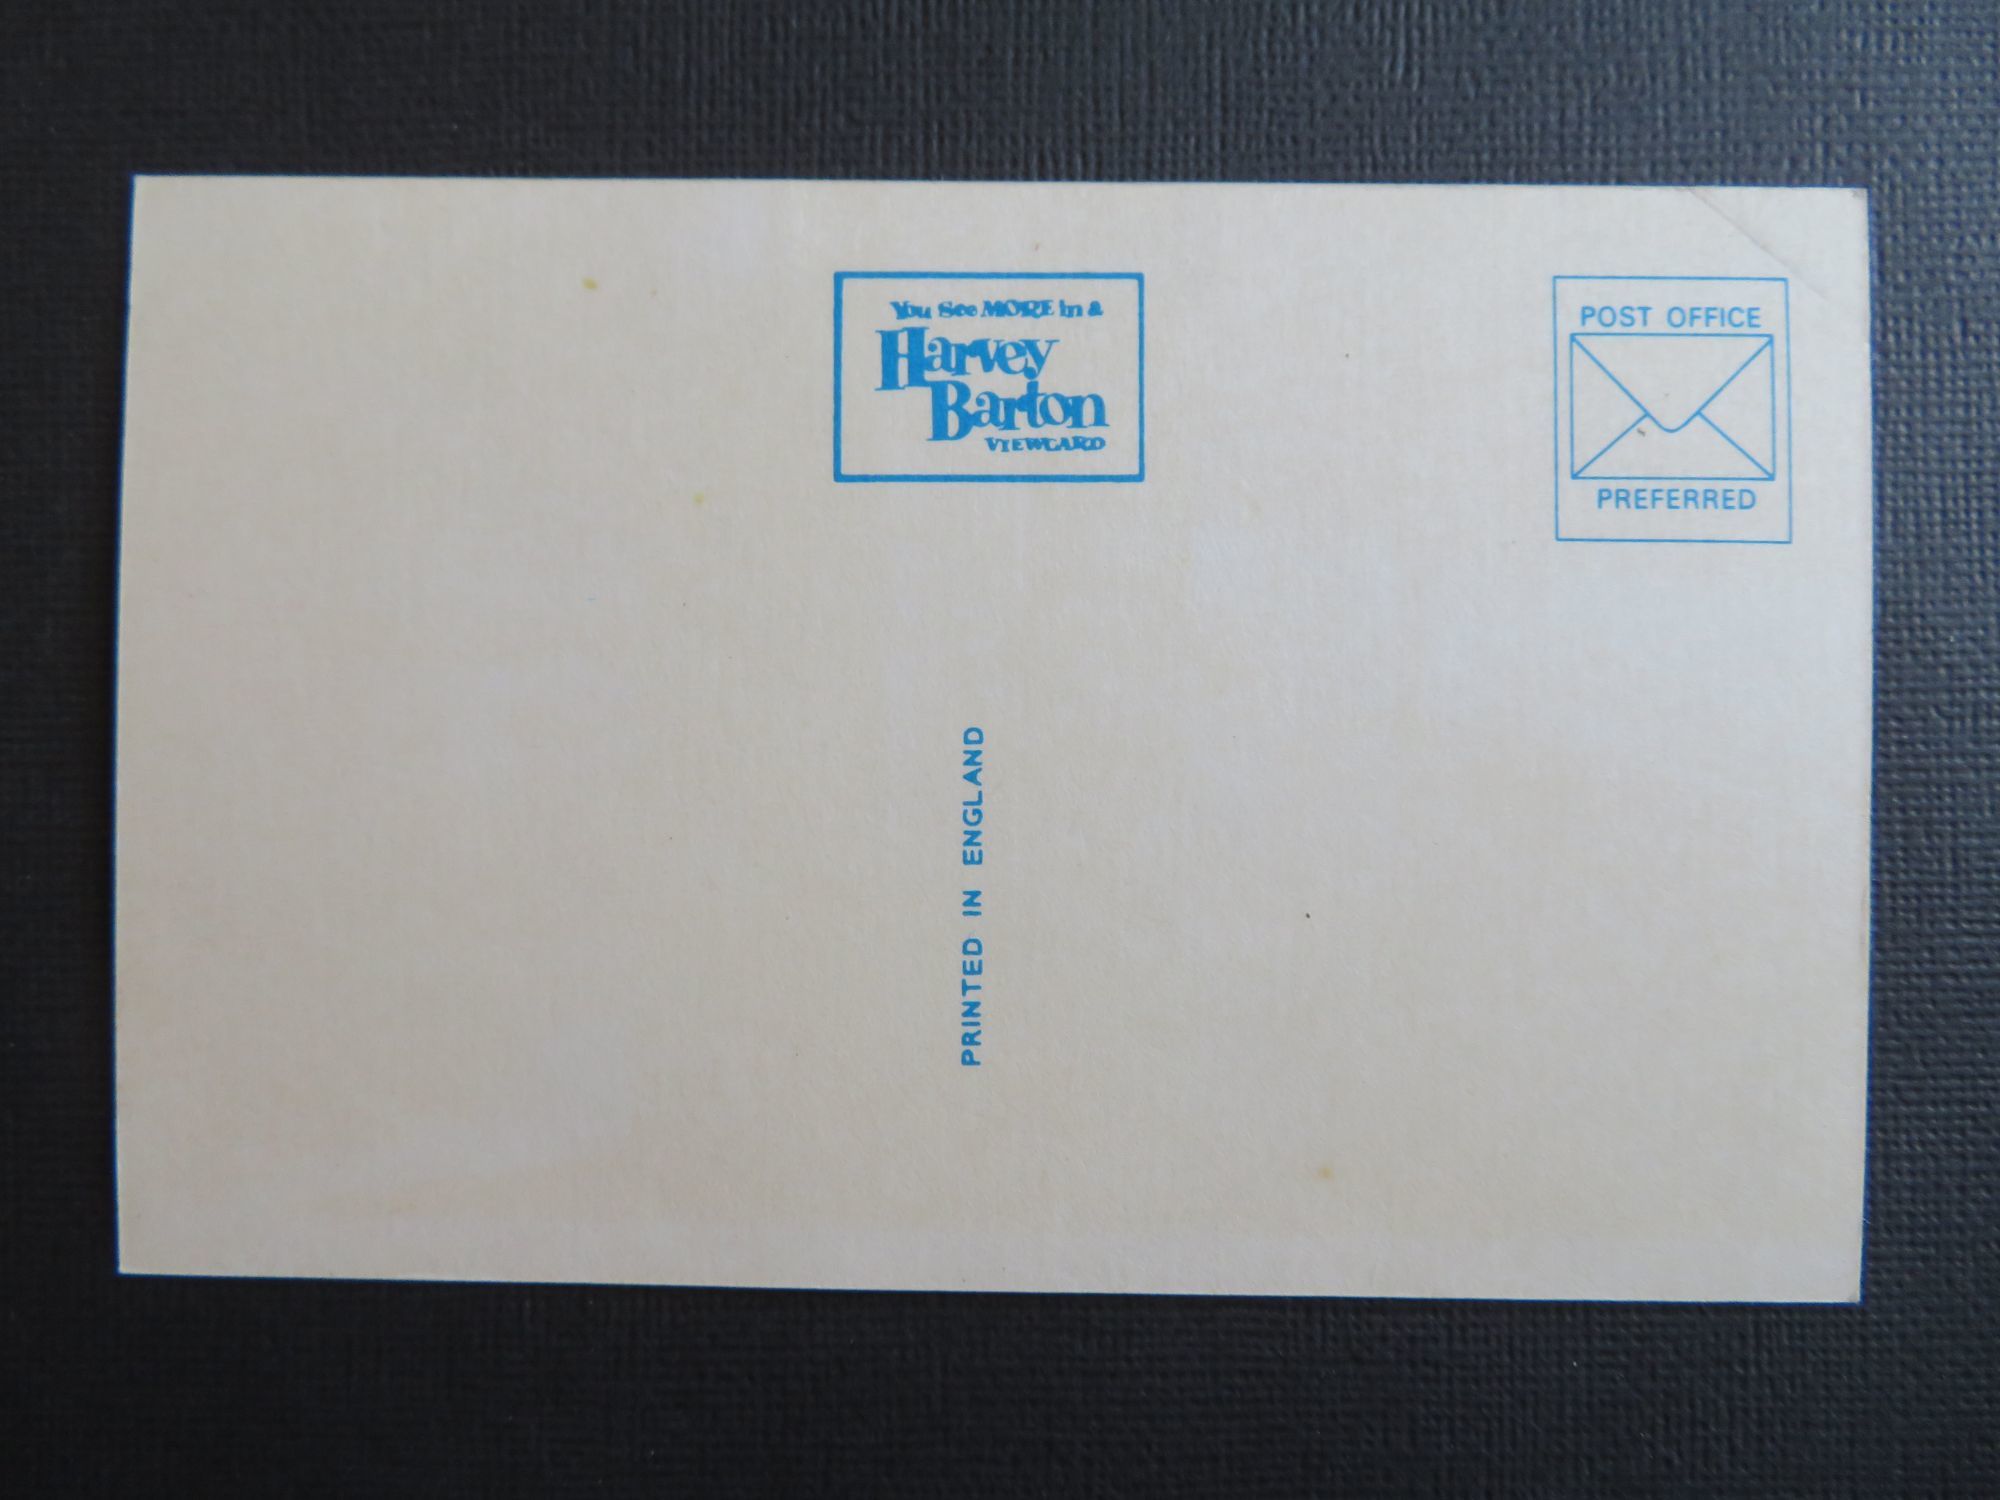 You See MORE in a
Harvey
Barton
VIEWCARD
POST OFFICE
PREFERRED
PRINTED IN ENGLAND